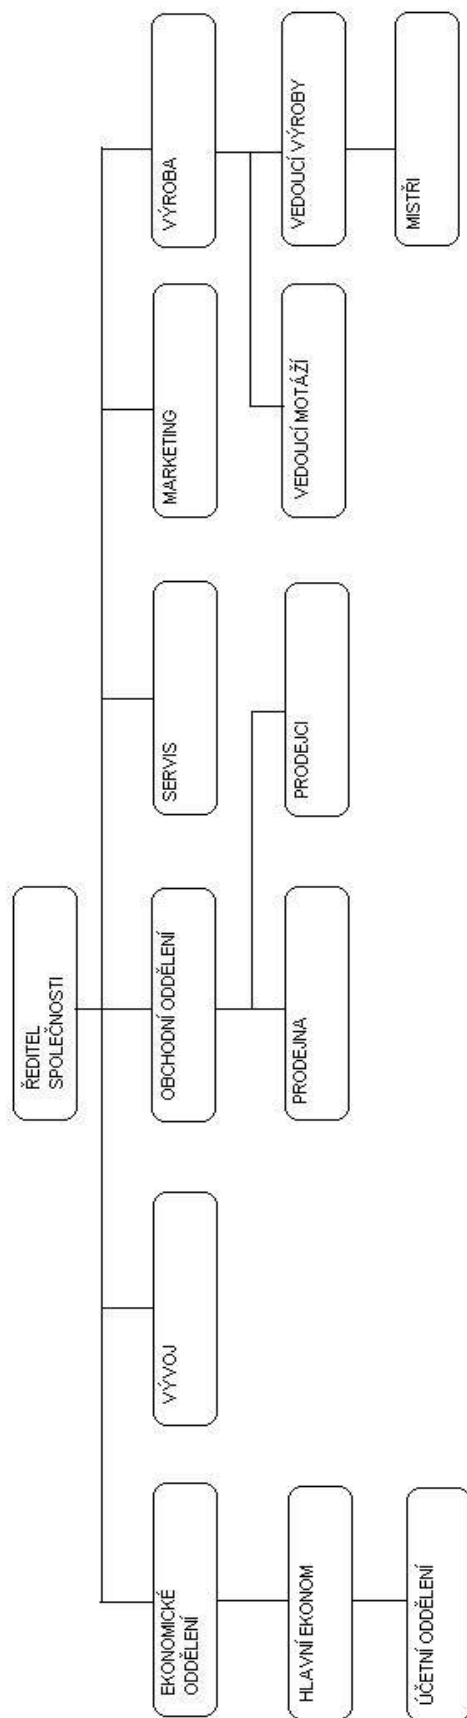 ŘEDITEL
SPOLEČNOSTI
EKONOMICKÉ
ODDĚLENÍ
VÝVOJ
OBCHODNÍ ODDĚLENÍ
SERVIS
MARKETING
VÝROBA
HLAVNÍ EKONOM
PRODEJNA
PRODEJCI
VEDOUCÍ MOTÁŽÍ
VEDOUCÍ VÝROBY
ÚČETNÍ ODDĚLENÍ
MISTŘI